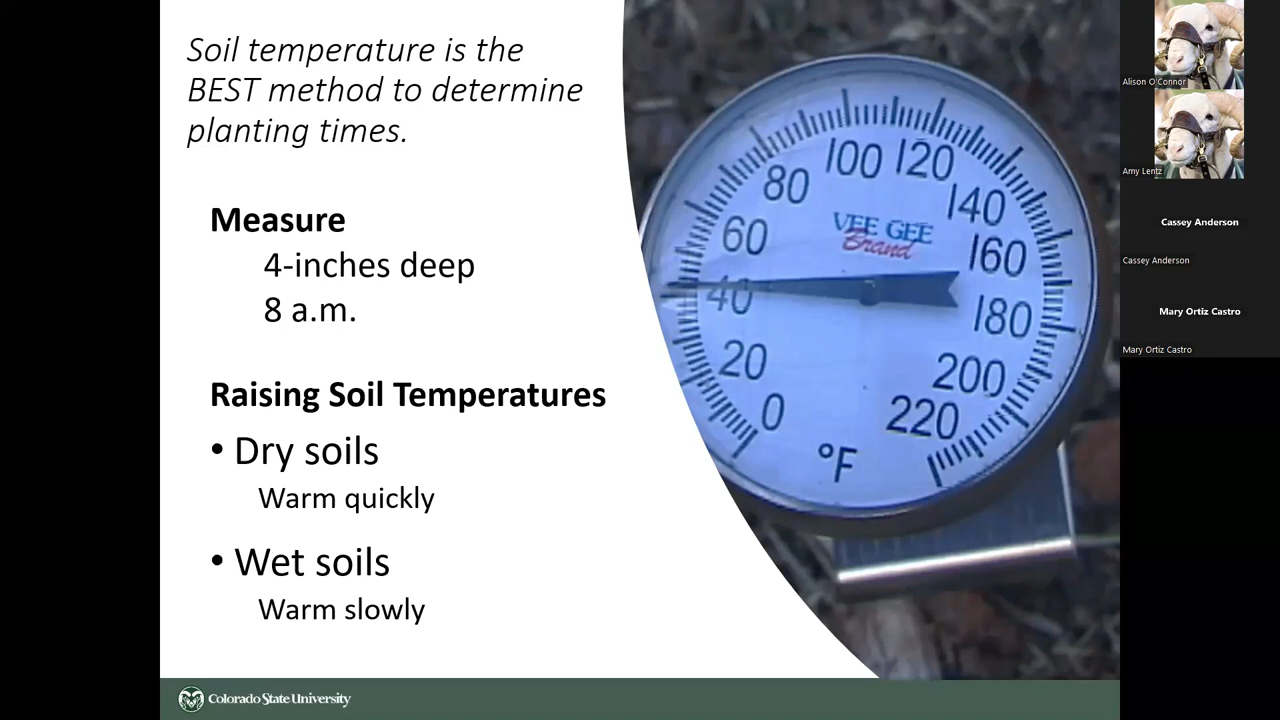 Soil temperature is the
BEST method to determine
planting times.
Measure
4-inches deep
8 a.m.
Raising Soil Temperatures
• Dry soils
Warm quickly
• Wet soils
Warm slowly
100 120
80
140
60
VEE GEE
Brand
160
40
180
20
200
0
220
°F
Colorado State University
Alison O'Connor
Amy Lentz
Cassey Anderson
Cassey Anderson
Mary Ortiz Castro
Mary Ortiz Castro